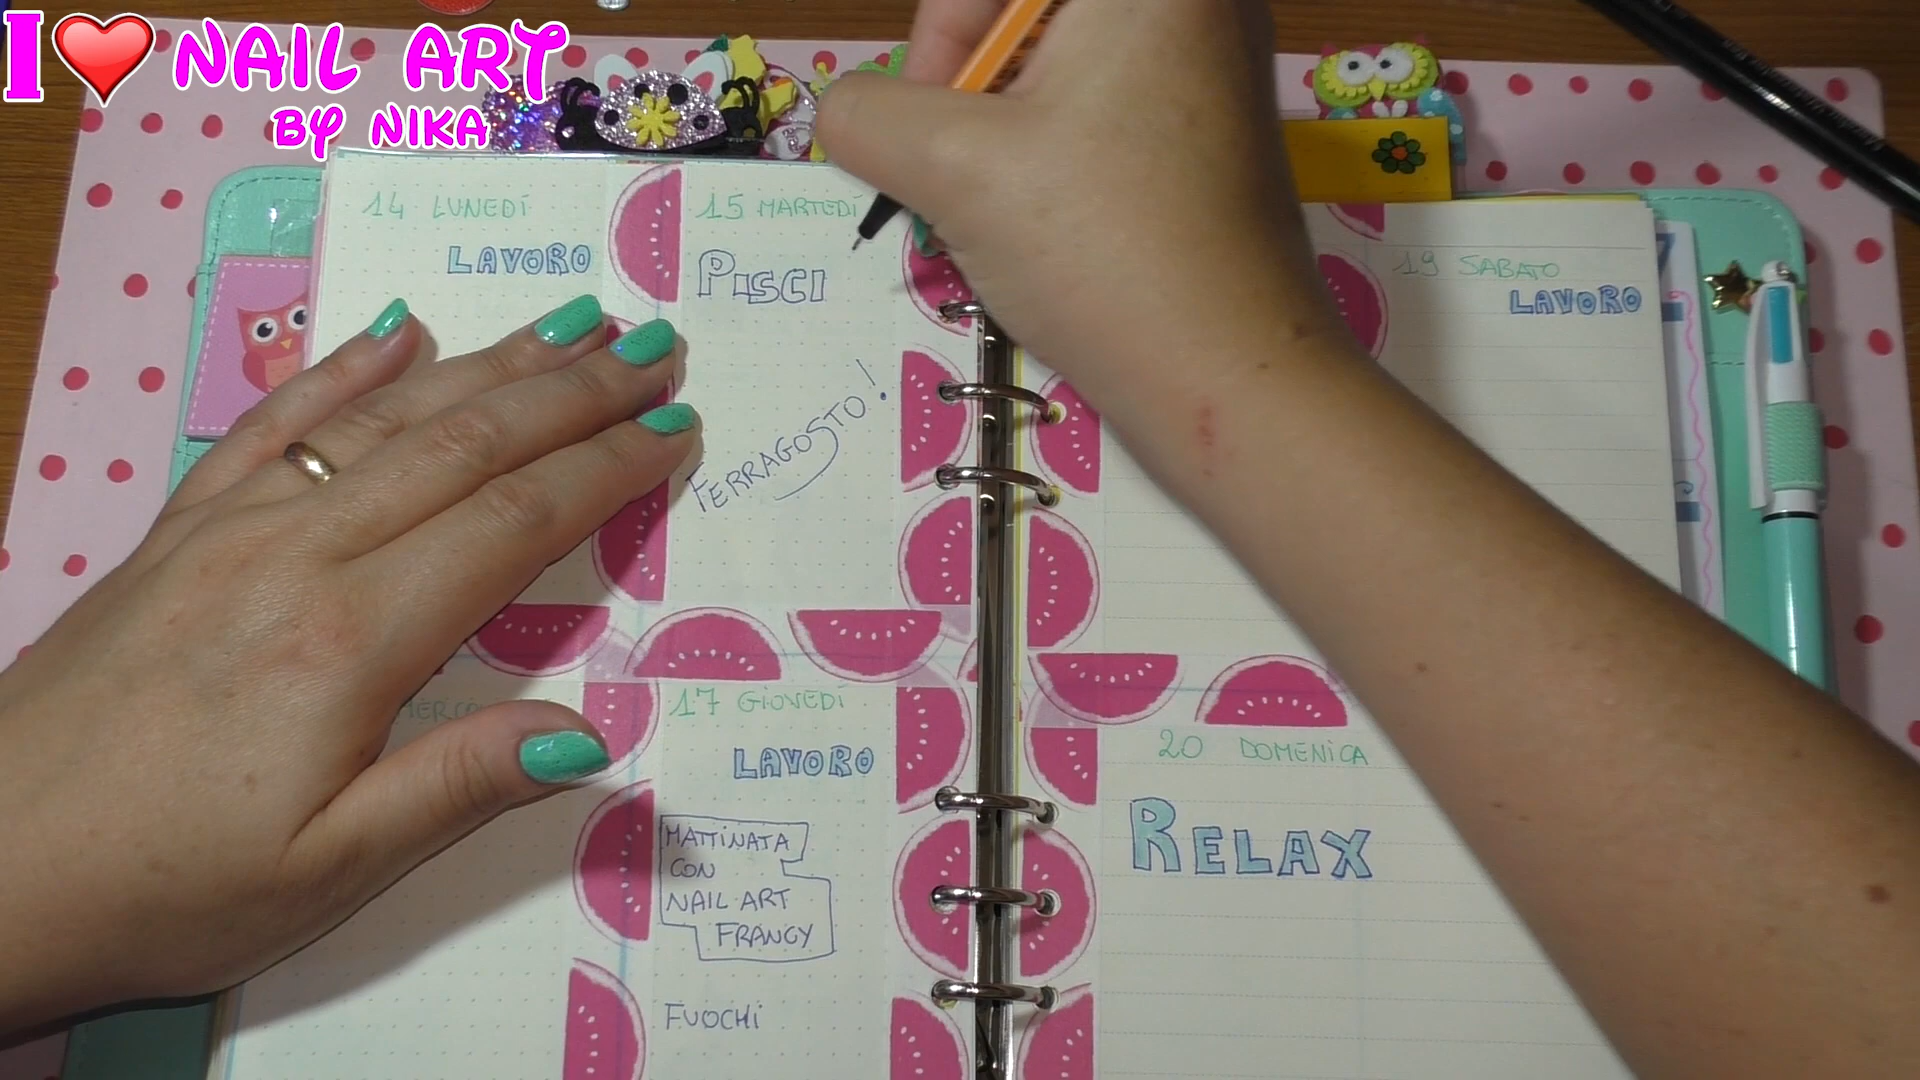 I ❤ NAIL ART
BY NIKA
14 LUNEDÌ
LAVORO
15 MARTEDÌ
PISCI
FERRAGOSTO!
17 GIOVEDÌ
LAVORO
MATTINATA
CON
NAIL ART
FRANCY
FUOCHI
19 SABATO
LAVORO
20 DOMENICA
RELAX